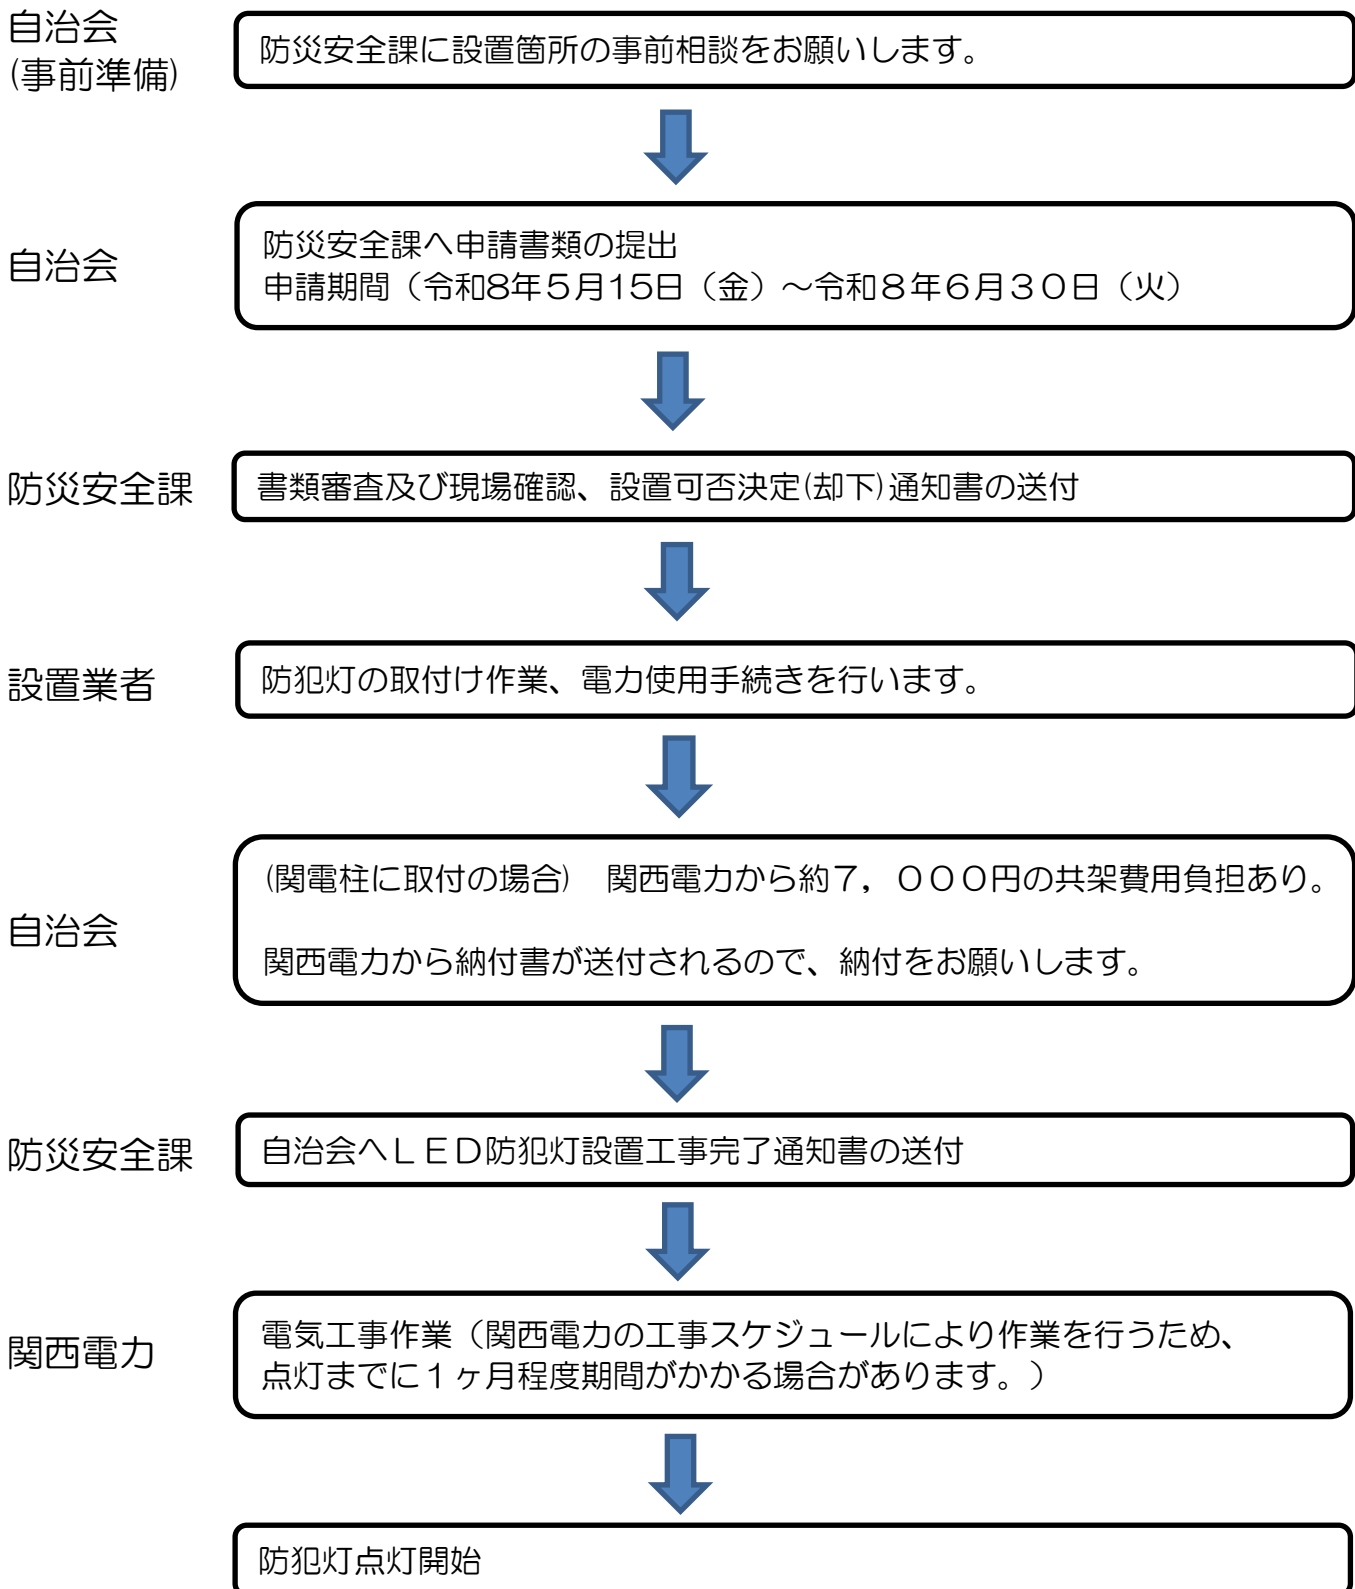 自治会
(事前準備)
防災安全課に設置箇所の事前相談をお願いします。
自治会
防災安全課へ申請書類の提出
申請期間（令和8年５月15日（金）～令和８年６月３０日（火）
防災安全課
書類審査及び現場確認、設置可否決定(却下)通知書の送付
設置業者
防犯灯の取付け作業、電力使用手続きを行います。
自治会
(関電柱に取付の場合)　関西電力から約７，０００円の共架費用負担あり。
関西電力から納付書が送付されるので、納付をお願いします。
防災安全課
自治会へＬＥＤ防犯灯設置工事完了通知書の送付
関西電力
電気工事作業（関西電力の工事スケジュールにより作業を行うため、
点灯までに１ヶ月程度期間がかかる場合があります。）
防犯灯点灯開始